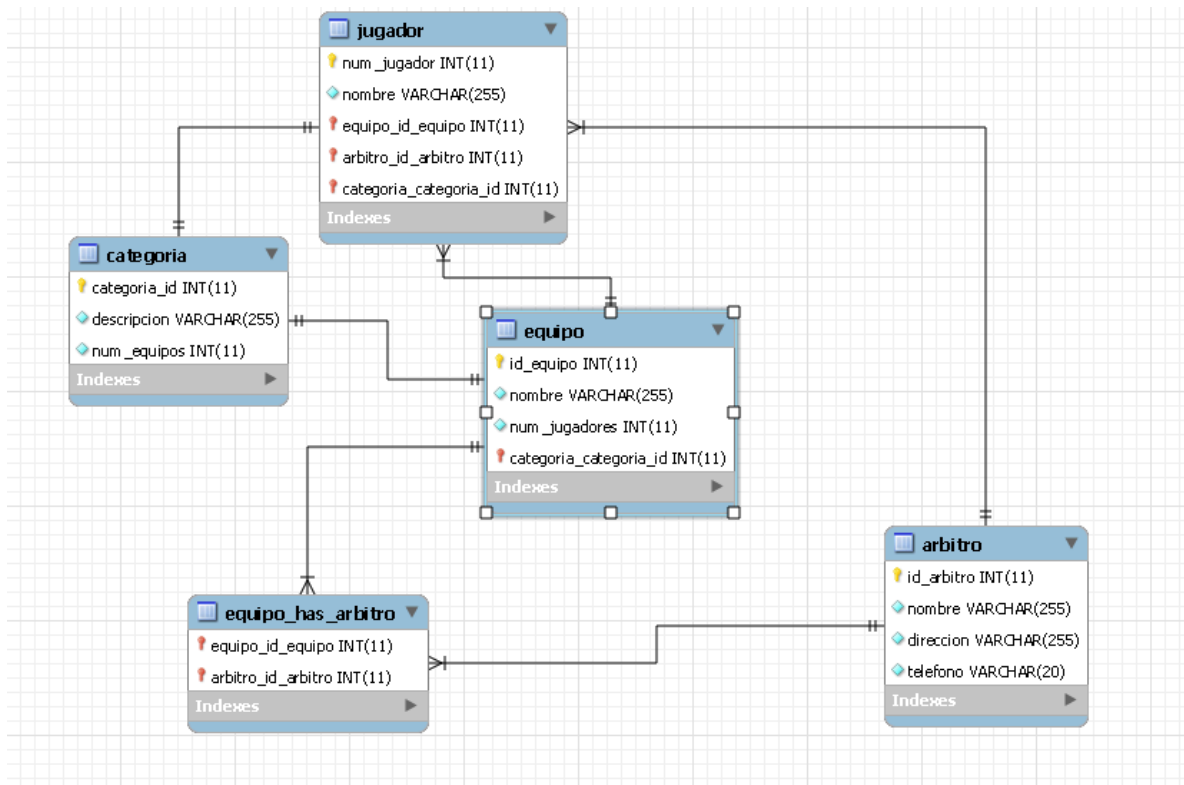 jugador
num_jugador INT(11)
nombre VARCHAR(255)
equipo_id_equipo INT(11)
arbitro_id_arbitro INT(11)
categoria_categoria_id INT(11)
Indexes
categoria
categoria_id INT(11)
descripcion VARCHAR(255)
num_equipos INT(11)
Indexes
equipo
id_equipo INT(11)
nombre VARCHAR(255)
num_jugadores INT(11)
categoria_categoria_id INT(11)
Indexes
equipo_has_arbitro
equipo_id_equipo INT(11)
arbitro_id_arbitro INT(11)
Indexes
arbitro
id_arbitro INT(11)
nombre VARCHAR(255)
direccion VARCHAR(255)
telefono VARCHAR(20)
Indexes